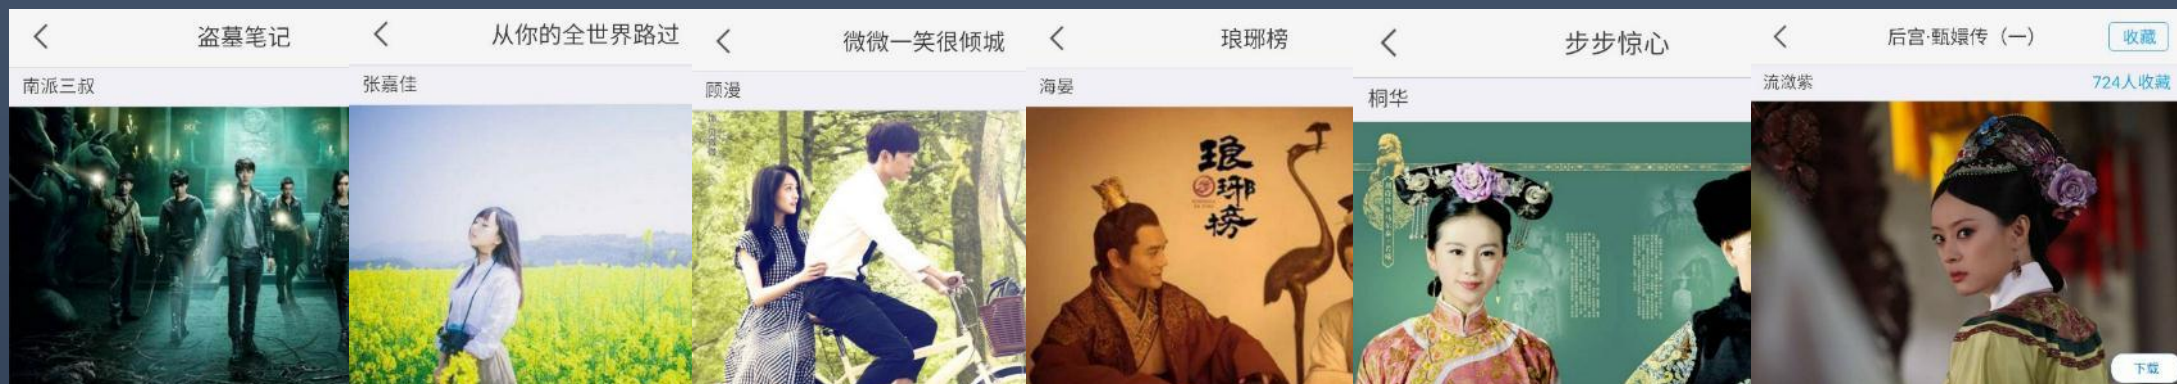 盗墓笔记
南派三叔
从你的全世界路过
张嘉佳
微微一笑很倾城
顾漫
琅琊榜
海晏
琅琊榜
步步惊心
桐华
后宫·甄嬛传（一）
收藏
流潋紫
724人收藏
下载